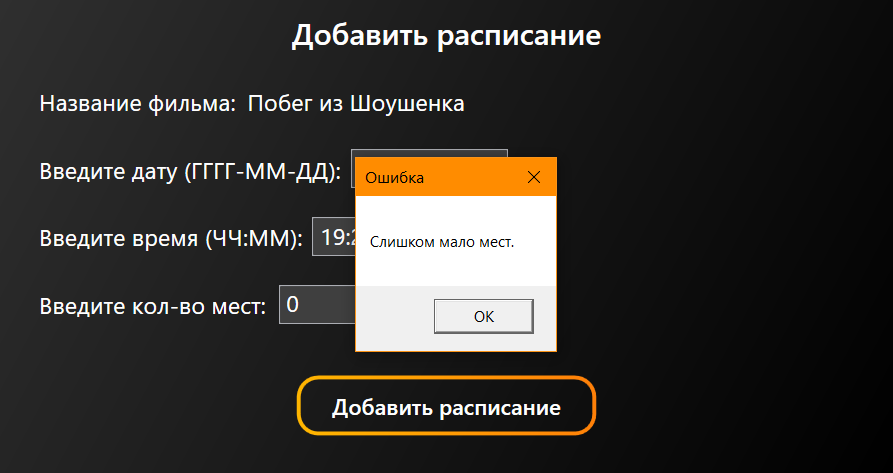 Добавить расписание
Название фильма: Побег из Шоушенка
Введите дату (ГГГГ-ММ-ДД):
Ошибка
Введите время (ЧЧ:ММ): 19:2
Слишком мало мест.
Введите кол-во мест: 0
OK
Добавить расписание